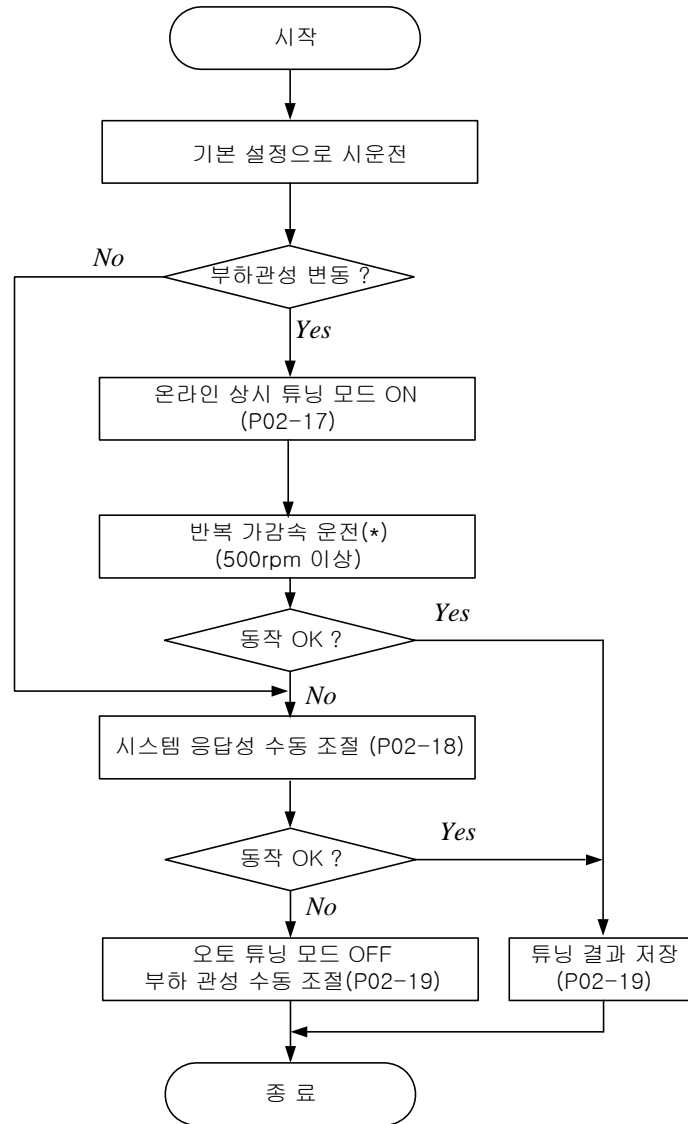 시작
기본 설정으로 시운전
No
부하관성 변동 ?
Yes
온라인 상시 튜닝 모드 ON
(P02-17)
반복 가감속 운전(*)
(500rpm 이상)
Yes
동작 OK ?
No
시스템 응답성 수동 조절 (P02-18)
Yes
동작 OK ?
No
오토 튜닝 모드 OFF
부하 관성 수동 조절(P02-19)
튜닝 결과 저장
(P02-19)
종 료